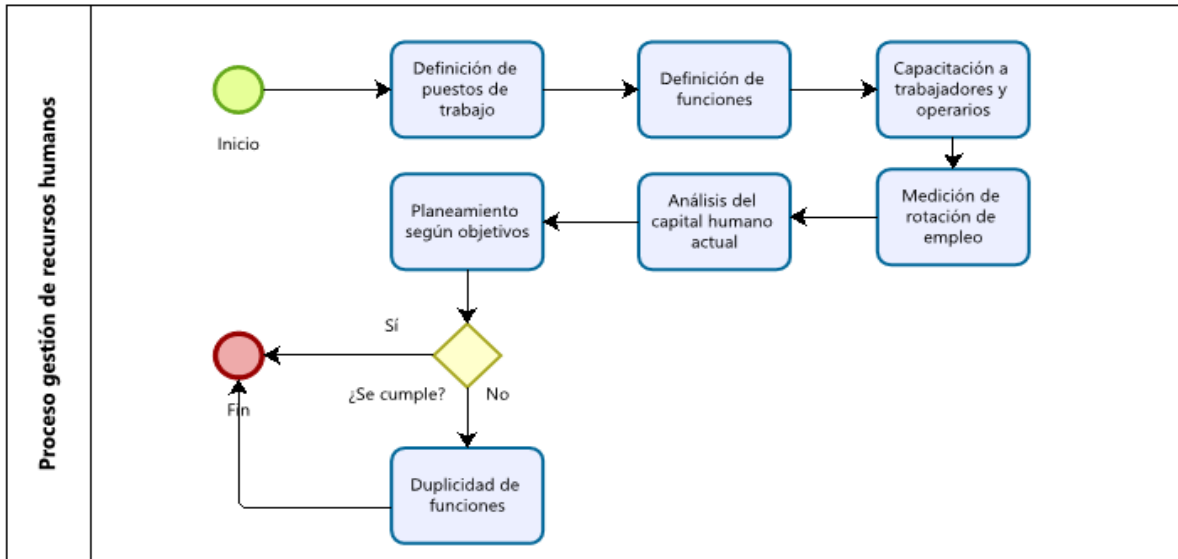 Proceso gestión de recursos humanos
Inicio
Definición de
puestos de
trabajo
Definición de
funciones
Capacitación a
trabajadores y
operarios
Medición de
rotación de
empleo
Análisis del
capital humano
actual
Planeamiento
según objetivos
Sí
¿Se cumple?
No
Fin
Duplicidad de
funciones